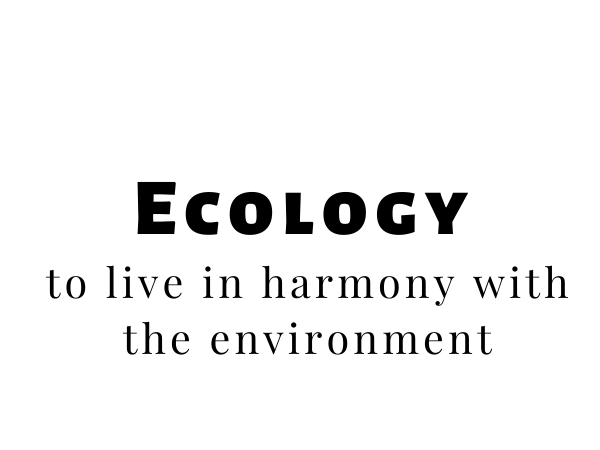 Ecology
to live in harmony with
the environment